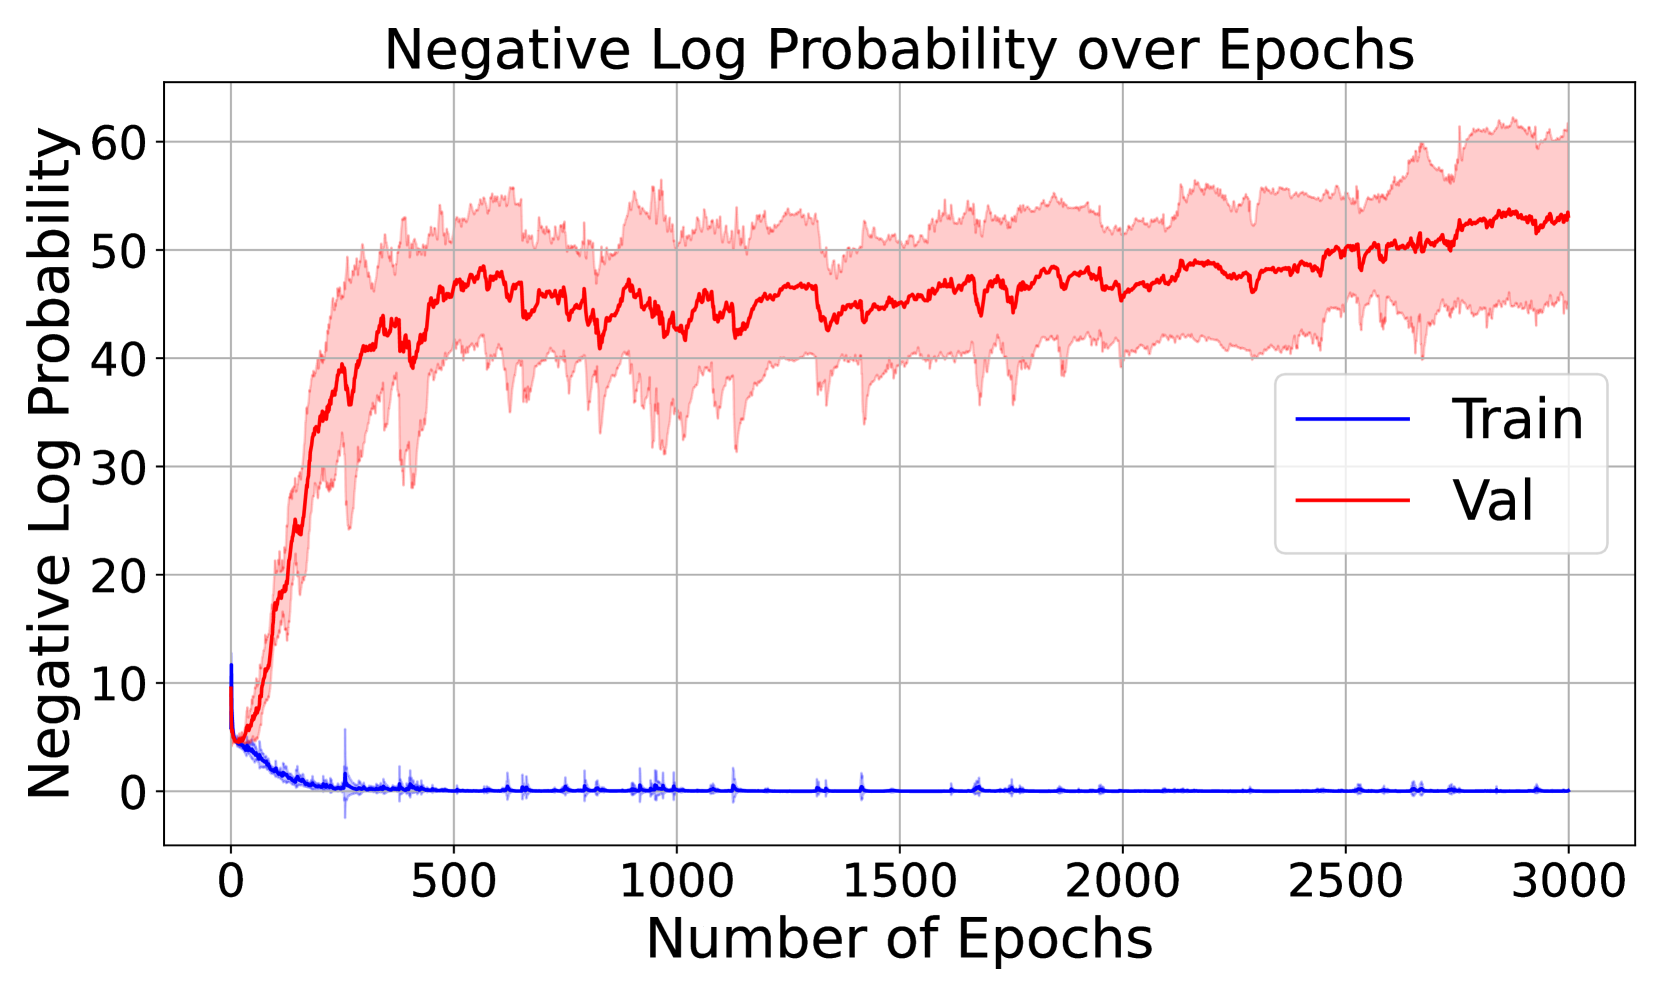 Negative Log Probability over Epochs
Negative Log Probability
60
50
40
30
20
10
0
Train
Val
0 500 1000 1500 2000 2500 3000
Number of Epochs